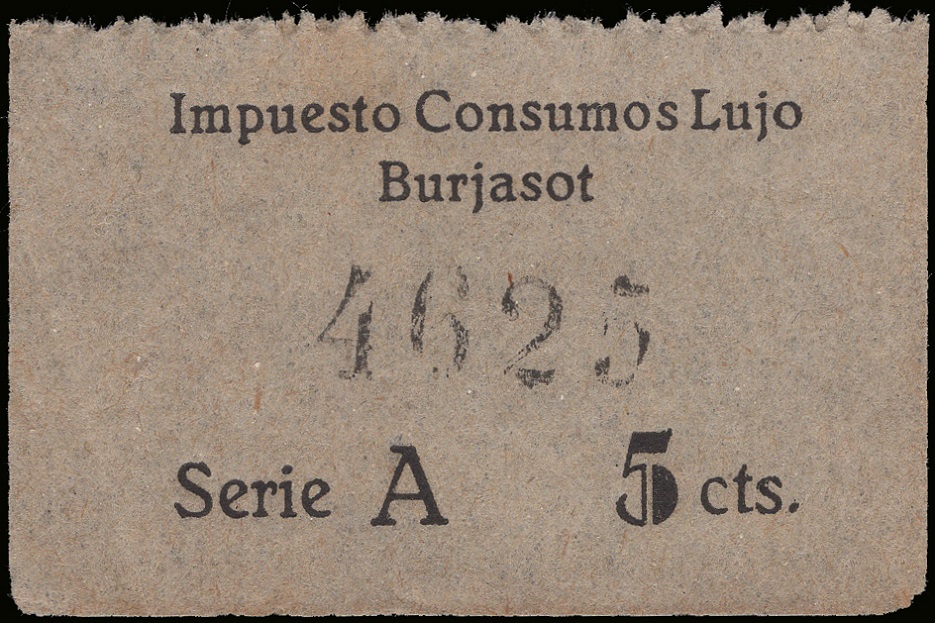 Impuesto Consumos Lujo
Burjasot
4625
Serie A 5 cts.